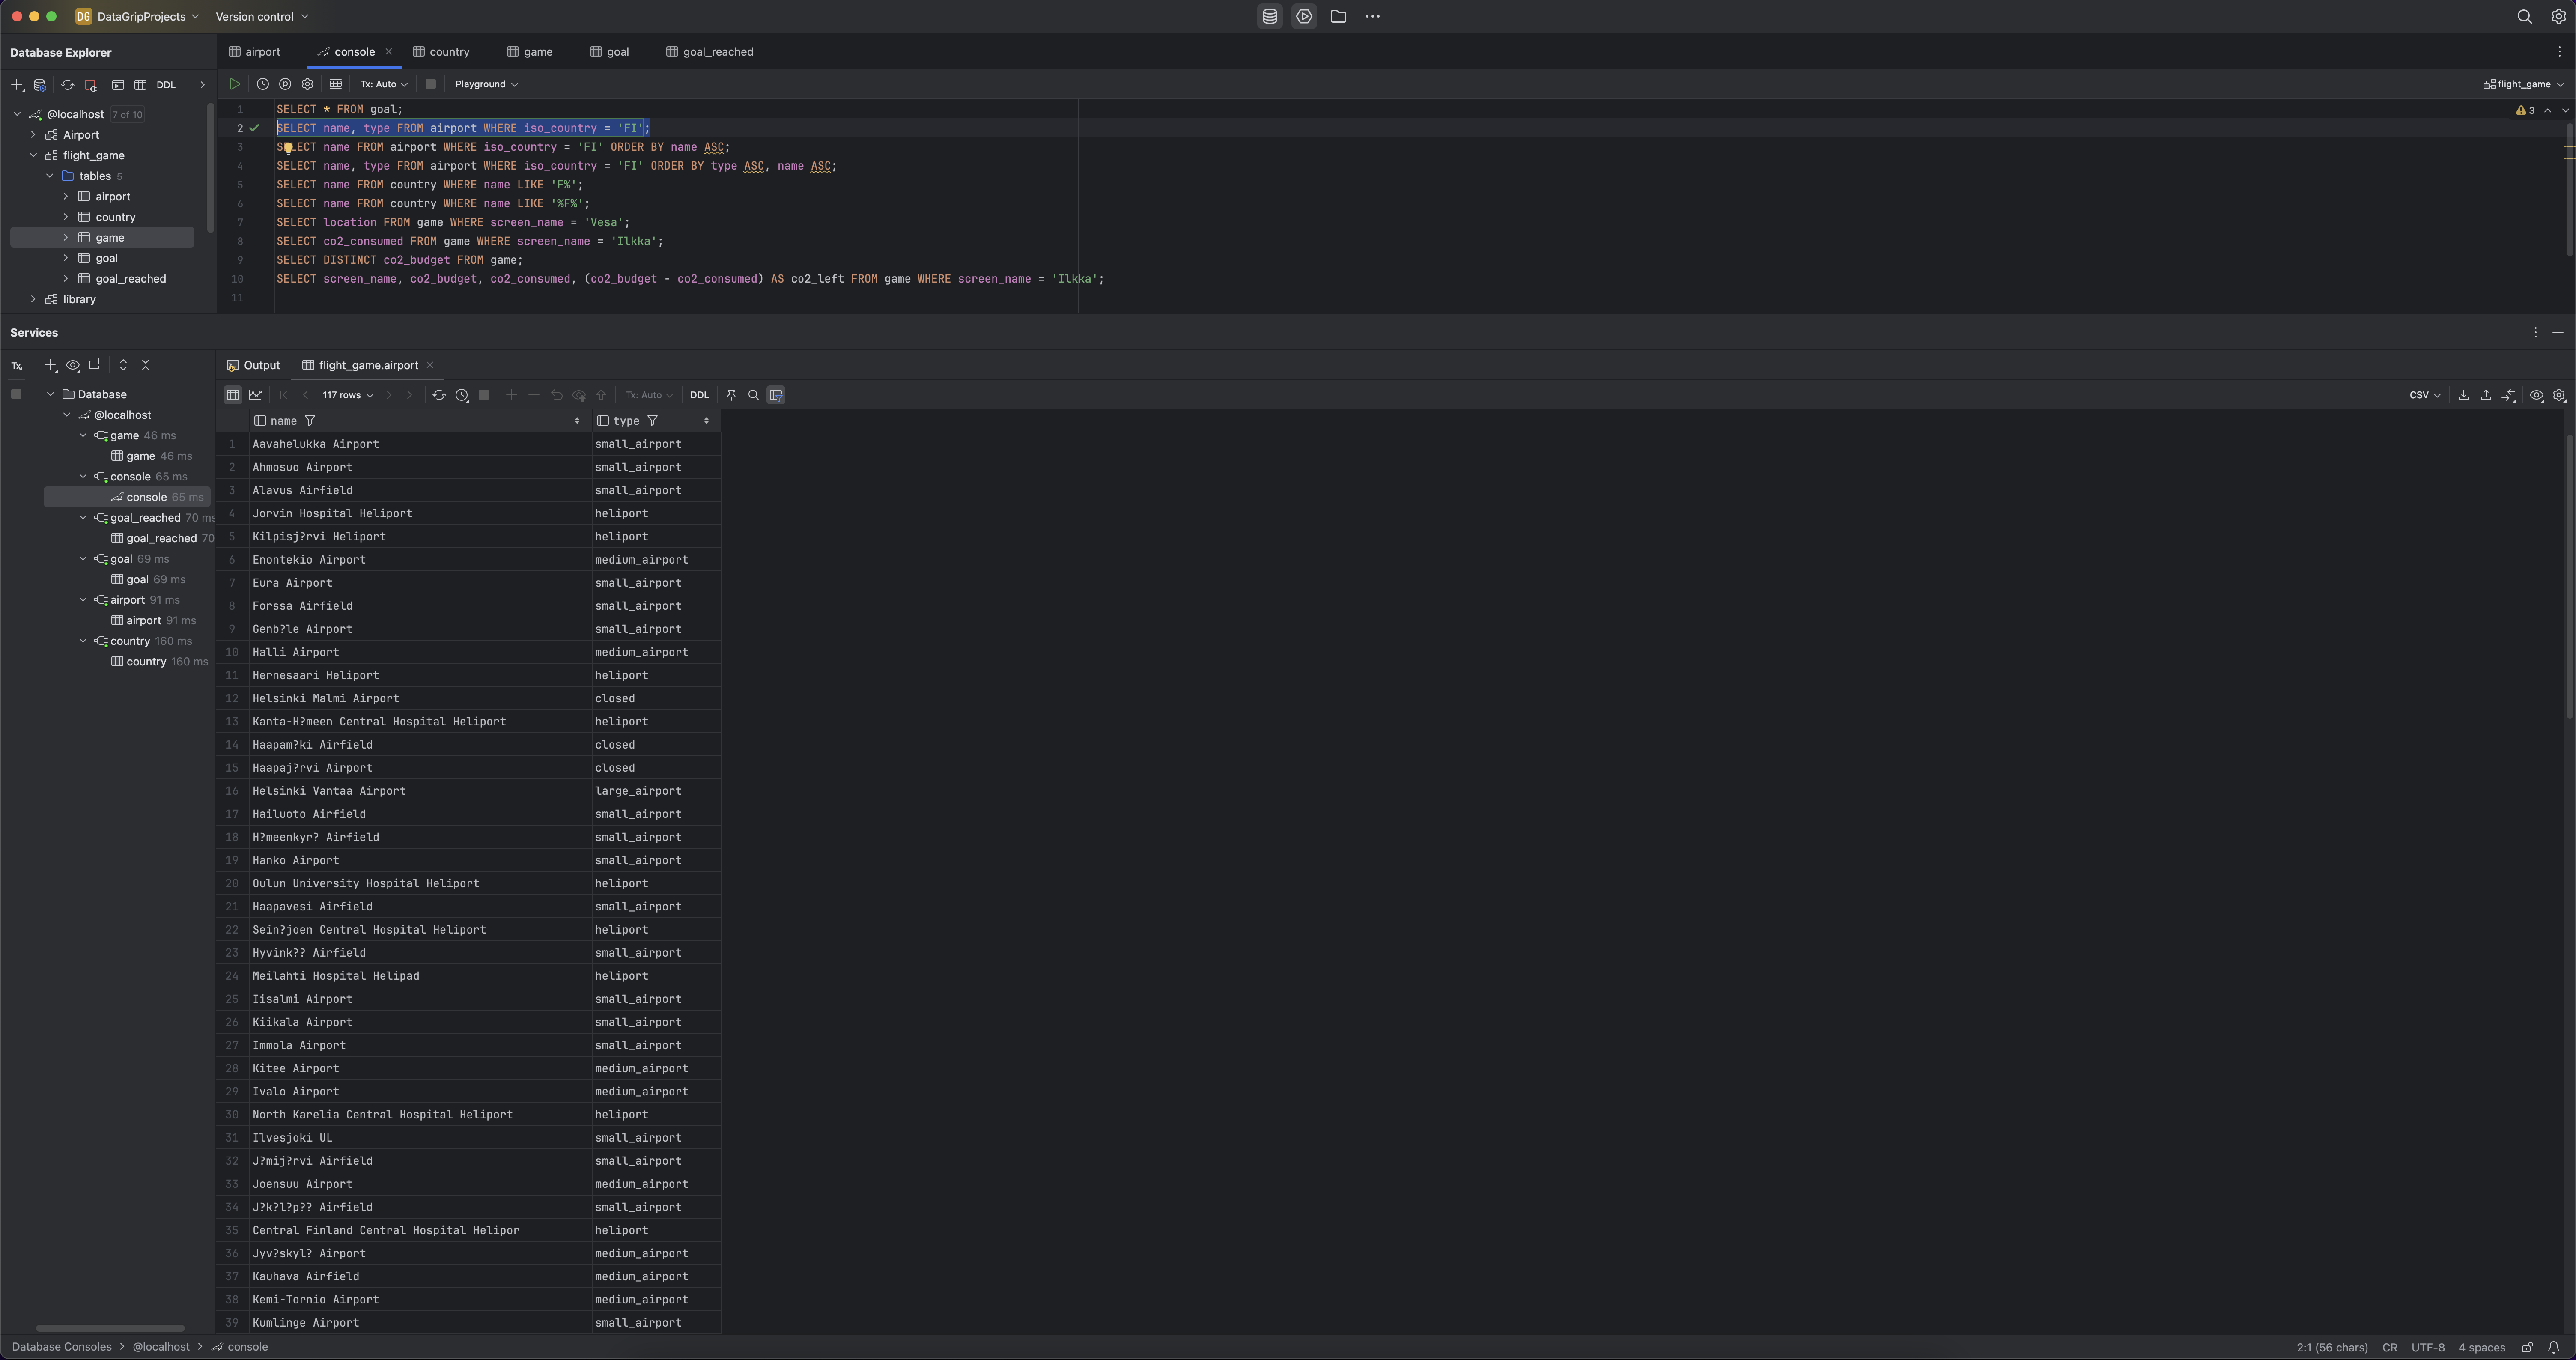 DG DataGripProjects Version control
Database Explorer
airport console country game goal goal_reached
DDL
Tx: Auto Playground flight_game
@localhost 7 of 10
Airport
flight_game
tables 5
airport
country
game
goal
goal_reached
library
1 SELECT * FROM goal;
2 SELECT name, type FROM airport WHERE iso_country = 'FI';
3 SELECT name FROM airport WHERE iso_country = 'FI' ORDER BY name ASC;
4 SELECT name, type FROM airport WHERE iso_country = 'FI' ORDER BY type ASC, name ASC;
5 SELECT name FROM country WHERE name LIKE 'F%';
6 SELECT name FROM country WHERE name LIKE '%F%';
7 SELECT location FROM game WHERE screen_name = 'Vesa';
8 SELECT co2_consumed FROM game WHERE screen_name = 'Ilkka';
9 SELECT DISTINCT co2_budget FROM game;
10 SELECT screen_name, co2_budget, co2_consumed, (co2_budget - co2_consumed) AS co2_left FROM game WHERE screen_name = 'Ilkka';
11
3
Services
Tx
Database
@localhost
game 46 ms
game 46 ms
console 65 ms
console 65 ms
goal_reached 70 ms
goal_reached 70
goal 69 ms
goal 69 ms
airport 91 ms
airport 91 ms
country 160 ms
country 160 ms
Output flight_game.airport
117 rows Tx: Auto DDL CSV
name type
1 Aavahelukka Airport small_airport
2 Ahmosuo Airport small_airport
3 Alavus Airfield small_airport
4 Jorvin Hospital Heliport heliport
5 Kilpisj?rvi Heliport heliport
6 Enontekio Airport medium_airport
7 Eura Airport small_airport
8 Forssa Airfield small_airport
9 Genb?le Airport small_airport
10 Halli Airport medium_airport
11 Hernesaari Heliport heliport
12 Helsinki Malmi Airport closed
13 Kanta-H?meen Central Hospital Heliport heliport
14 Haapam?ki Airfield closed
15 Haapaj?rvi Airport closed
16 Helsinki Vantaa Airport large_airport
17 Hailuoto Airfield small_airport
18 H?meenkyr? Airfield small_airport
19 Hanko Airport small_airport
20 Oulun University Hospital Heliport heliport
21 Haapavesi Airfield small_airport
22 Sein?joen Central Hospital Heliport heliport
23 Hyvink?? Airfield small_airport
24 Meilahti Hospital Helipad heliport
25 Iisalmi Airport small_airport
26 Kiikala Airport small_airport
27 Immola Airport small_airport
28 Kitee Airport medium_airport
29 Ivalo Airport medium_airport
30 North Karelia Central Hospital Heliport heliport
31 Ilvesjoki UL small_airport
32 J?mij?rvi Airfield small_airport
33 Joensuu Airport medium_airport
34 J?k?l?p?? Airfield small_airport
35 Central Finland Central Hospital Helipor heliport
36 Jyv?skyl? Airport medium_airport
37 Kauhava Airfield medium_airport
38 Kemi-Tornio Airport medium_airport
39 Kumlinge Airport small_airport
Database Consoles > @localhost > console 2:1 (56 chars) CR UTF-8 4 spaces